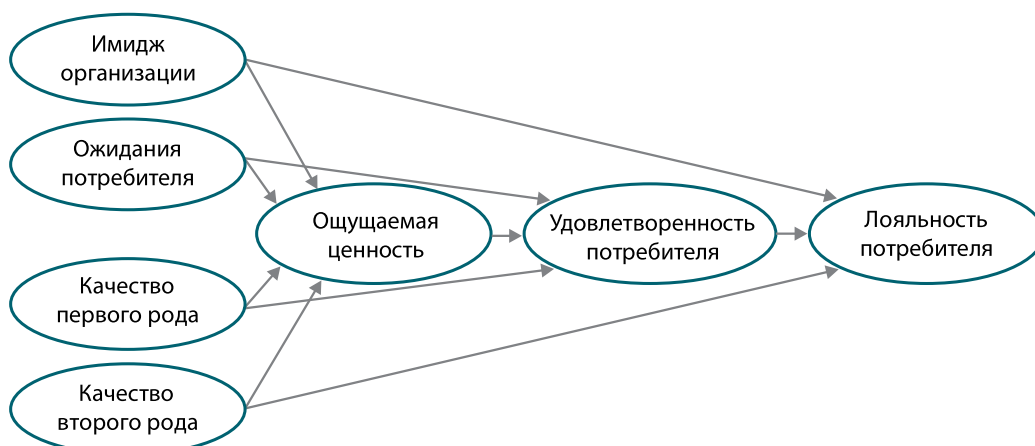 Имидж
организации
Ожидания
потребителя
Ощущаемая
ценность
Удовлетворенность
потребителя
Лояльность
потребителя
Качество
первого рода
Качество
второго рода